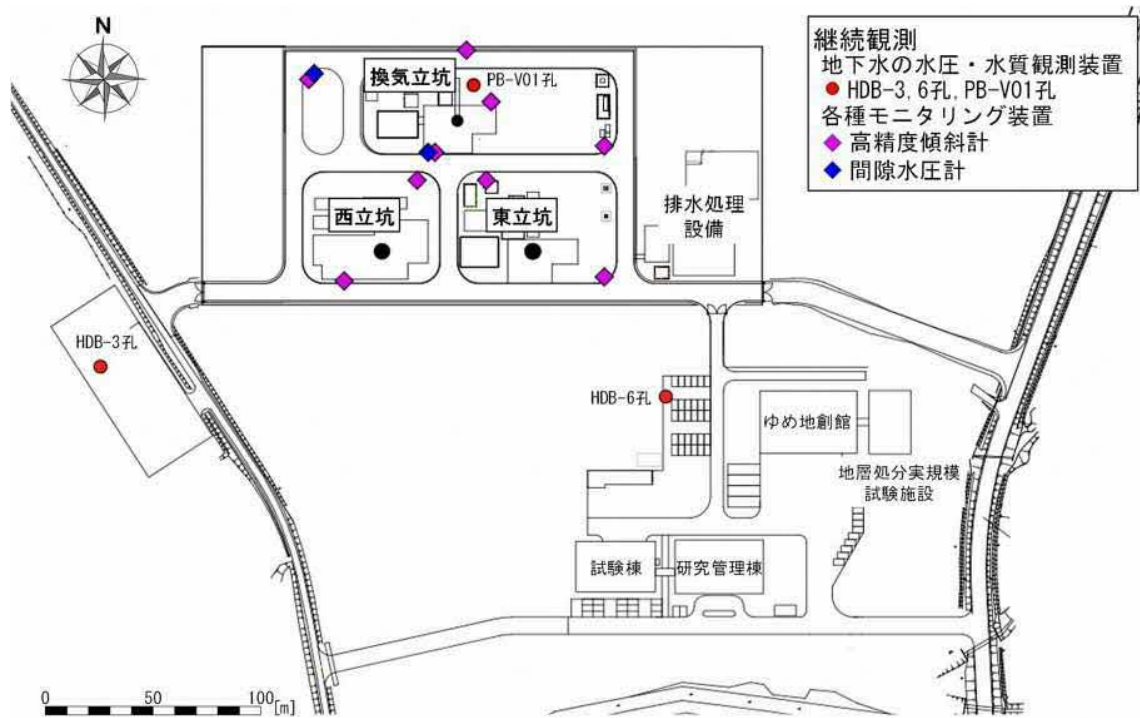 N
継続観測
地下水の水圧・水質観測装置
HDB-3, 6孔, PB-V01孔
各種モニタリング装置
高精度傾斜計
間隙水圧計
換気立坑
PB-V01孔
西立坑
東立坑
排水処理
設備
HDB-3孔
HDB-6孔
ゆめ地創館
地層処分実規模
試験施設
試験棟
研究管理棟
0 50 100 [m]